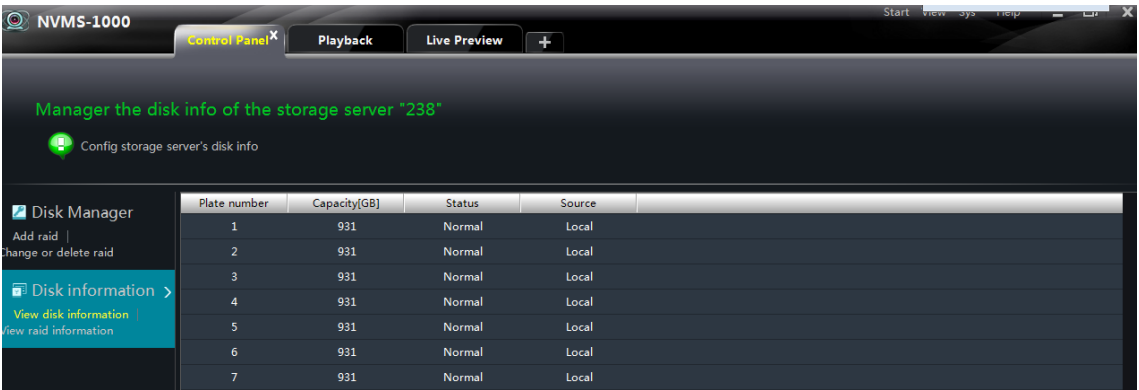 NVMS-1000
Start View Sys Help
Control Panel X Playback Live Preview +
Manager the disk info of the storage server "238"
Config storage server's disk info
Disk Manager
Add raid |
Change or delete raid
Disk information >
View disk information |
View raid information
Plate number Capacity[GB] Status Source
1 931 Normal Local
2 931 Normal Local
3 931 Normal Local
4 931 Normal Local
5 931 Normal Local
6 931 Normal Local
7 931 Normal Local